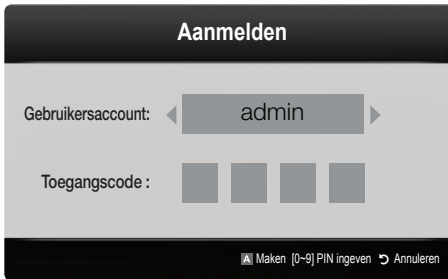 Aanmelden
Gebruikersaccount: admin
Toegangscode :
A Maken [0~9] PIN ingeven Annuleren